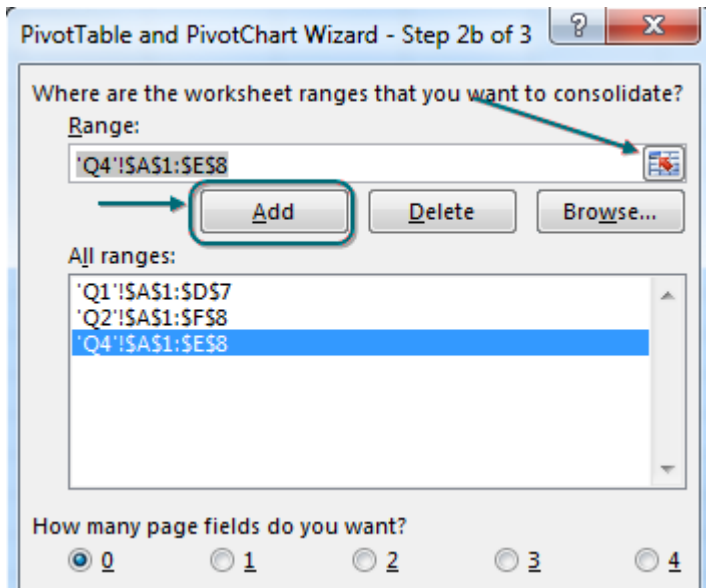 PivotTable and PivotChart Wizard - Step 2b of 3 ? X
Where are the worksheet ranges that you want to consolidate?
Range:
'Q4'!$A$1:$E$8
Add Delete Browse...
All ranges:
'Q1'!$A$1:$D$7
'Q2'!$A$1:$F$8
'Q4'!$A$1:$E$8
How many page fields do you want?
0 1 2 3 4